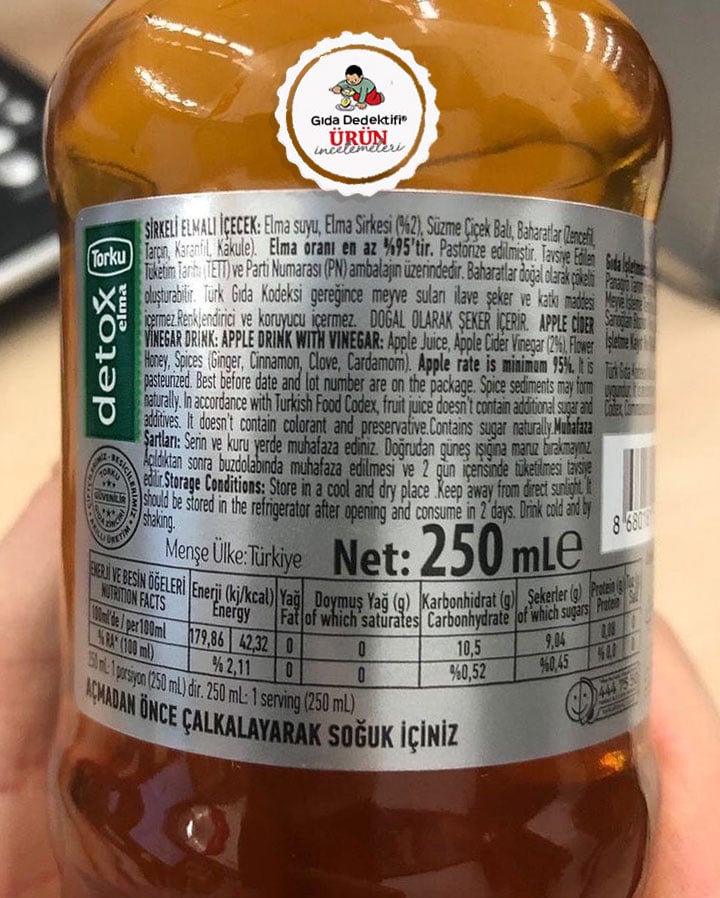 Gıda Dedektifi®
ÜRÜN
incelemeleri
Torku
detox
elma
SİRKELİ ELMALI İÇECEK: Elma suyu, Elma Sirkesi (%2), Süzme Çiçek Balı, Baharatlar (Zencefil,
Tarçın, Karanfil, Kakule). Elma oranı en az %95'tir. Pastörize edilmiştir. Tavsiye Edilen
Tüketim Tarihi (TETT) ve Parti Numarası (PN) ambalajın üzerindedir. Baharatlar doğal olarak çökelti
oluşturabilir. Türk Gıda Kodeksi gereğince meyve suları ilave şeker ve katkı maddesi
içermez.Renklendirici ve koruyucu içermez. DOĞAL OLARAK ŞEKER İÇERİR. APPLE CIDER
VINEGAR DRINK: APPLE DRINK WITH VINEGAR: Apple Juice, Apple Cider Vinegar (2%), Flower
Honey, Spices (Ginger, Cinnamon, Clove, Cardamom). Apple rate is minimum 95%. It is
pasteurized. Best before date and lot number are on the package. Spice sediments may form
naturally. In accordance with Turkish Food Codex, fruit juice doesn't contain additional sugar and
additives. It doesn't contain colorant and preservative.Contains sugar naturally.Muhafaza
Şartları: Serin ve kuru yerde muhafaza ediniz. Doğrudan güneş ışığına maruz bırakmayınız.
Açıldıktan sonra buzdolabında muhafaza edilmesi ve 2 gün içerisinde tüketilmesi tavsiye
edilir.Storage Conditions: Store in a cool and dry place .Keep away from direct sunlight. It
should be stored in the refrigerator after opening and consume in 2 days. Drink cold and by
shaking.
TORKU
GÜVENİLİR
Menşe Ülke:Türkiye
Net: 250 mLe
ENERJİ VE BESİN ÖĞELERİ
NUTRITION FACTS
Enerji (kj/kcal)
Energy
Yağ
Fat
Doymuş Yağ (g)
of which saturates
Karbonhidrat (g)
Carbohydrate
Şekerler (g)
of which sugars
Protein (g)
Protein
100ml'de / per100ml 179,86 42,32 0 0 10,5 9,04 0,08
% RA* (100 ml) % 2,11 0 0 %0,52 %0,45
250 mL: 1 porsiyon (250 mL) dir. 250 mL: 1 serving (250 mL)
AÇMADAN ÖNCE ÇALKALAYARAK SOĞUK İÇİNİZ
Gıda İşletmesi
Türk Gıda
444